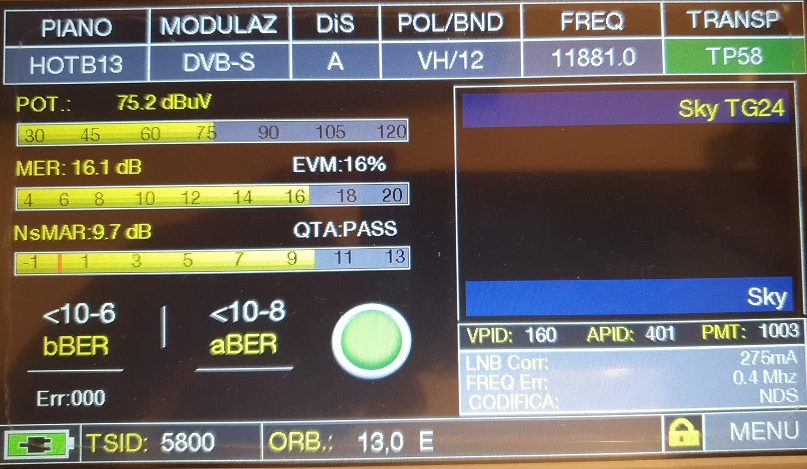 PIANO MODULAZ DiS POL/BND FREQ TRANSP
HOTB13 DVB-S A VH/12 11881.0 TP58
POT.: 75.2 dBuV
30 45 60 75 90 105 120
MER: 16.1 dB EVM:16%
4 6 8 10 12 14 16 18 20
NsMAR:9.7 dB QTA:PASS
-1 1 3 5 7 9 11 13
<10-6 <10-8
bBER aBER
Err:000
Sky TG24
Sky
VPID: 160 APID: 401 PMT: 1003
LNB Corr: 275mA
FREQ Err: 0.4 Mhz
CODIFICA: NDS
TSID: 5800 ORB.: 13,0 E MENU